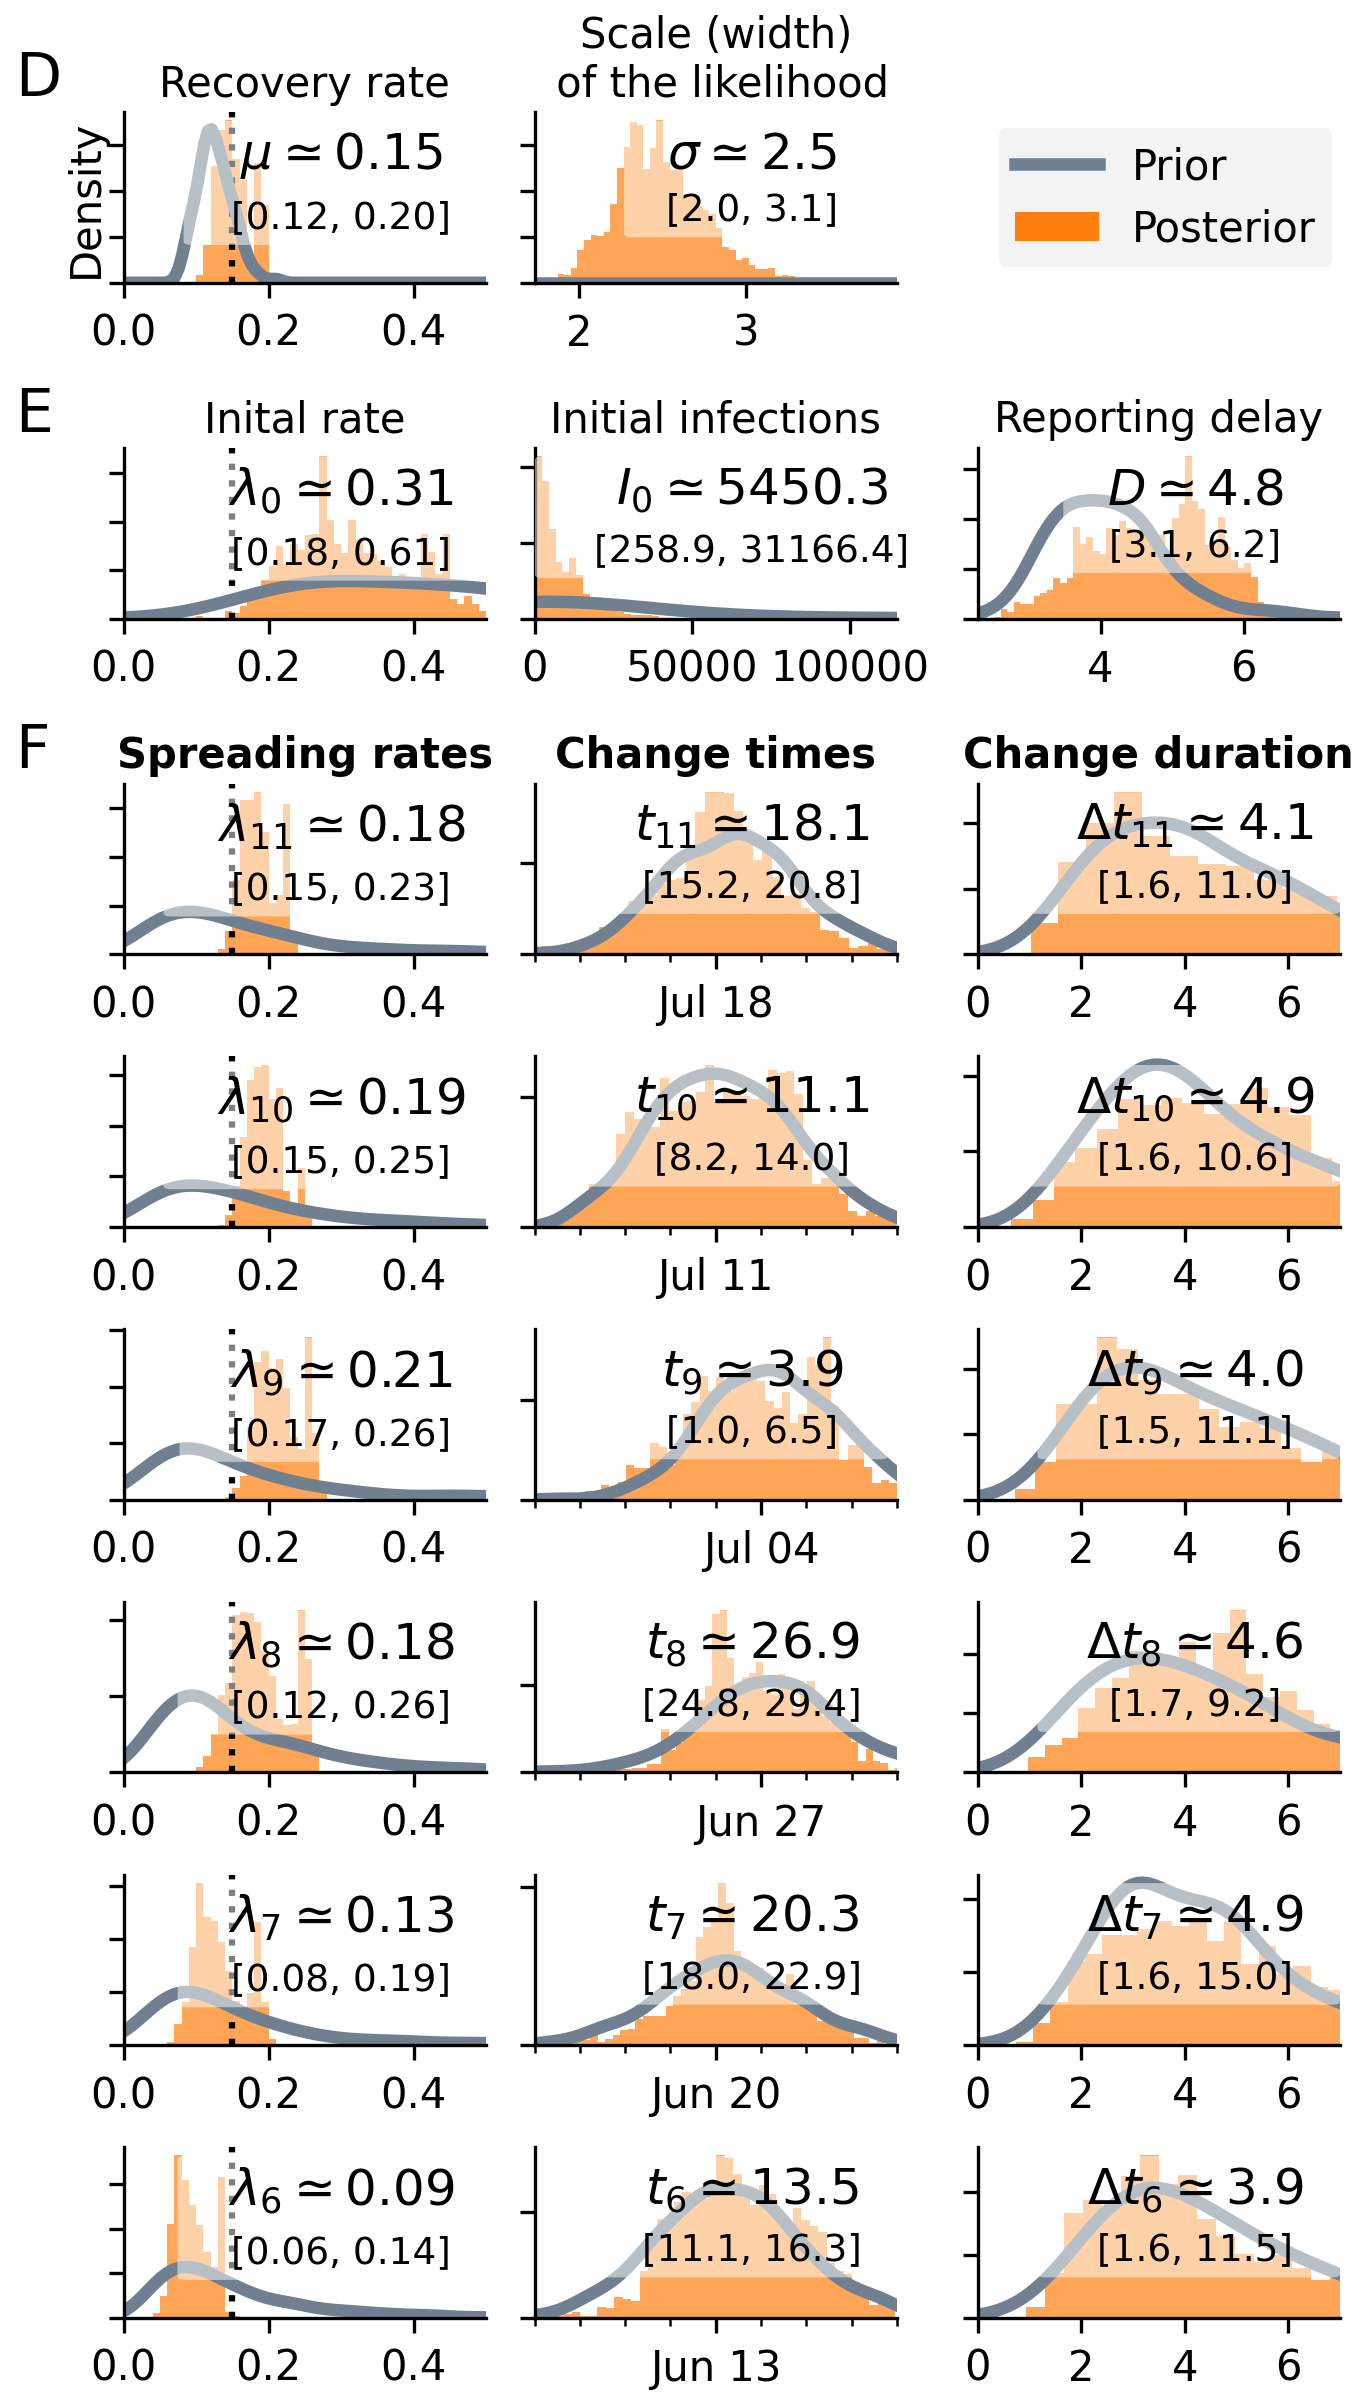 D
Recovery rate
Scale (width)
of the likelihood
Density
μ ≃ 0.15
[0.12, 0.20]
σ ≃ 2.5
[2.0, 3.1]
Prior
Posterior
0.0 0.2 0.4
2 3
E
Inital rate
Initial infections
Reporting delay
λ0 ≃ 0.31
[0.18, 0.61]
I0 ≃ 5450.3
[258.9, 31166.4]
D ≃ 4.8
[3.1, 6.2]
0.0 0.2 0.4
0 50000 100000
4 6
F
Spreading rates
Change times
Change duration
λ11 ≃ 0.18
[0.15, 0.23]
t11 ≃ 18.1
[15.2, 20.8]
Δt11 ≃ 4.1
[1.6, 11.0]
0.0 0.2 0.4
Jul 18
0 2 4 6
λ10 ≃ 0.19
[0.15, 0.25]
t10 ≃ 11.1
[8.2, 14.0]
Δt10 ≃ 4.9
[1.6, 10.6]
0.0 0.2 0.4
Jul 11
0 2 4 6
λ9 ≃ 0.21
[0.17, 0.26]
t9 ≃ 3.9
[1.0, 6.5]
Δt9 ≃ 4.0
[1.5, 11.1]
0.0 0.2 0.4
Jul 04
0 2 4 6
λ8 ≃ 0.18
[0.12, 0.26]
t8 ≃ 26.9
[24.8, 29.4]
Δt8 ≃ 4.6
[1.7, 9.2]
0.0 0.2 0.4
Jun 27
0 2 4 6
λ7 ≃ 0.13
[0.08, 0.19]
t7 ≃ 20.3
[18.0, 22.9]
Δt7 ≃ 4.9
[1.6, 15.0]
0.0 0.2 0.4
Jun 20
0 2 4 6
λ6 ≃ 0.09
[0.06, 0.14]
t6 ≃ 13.5
[11.1, 16.3]
Δt6 ≃ 3.9
[1.6, 11.5]
0.0 0.2 0.4
Jun 13
0 2 4 6